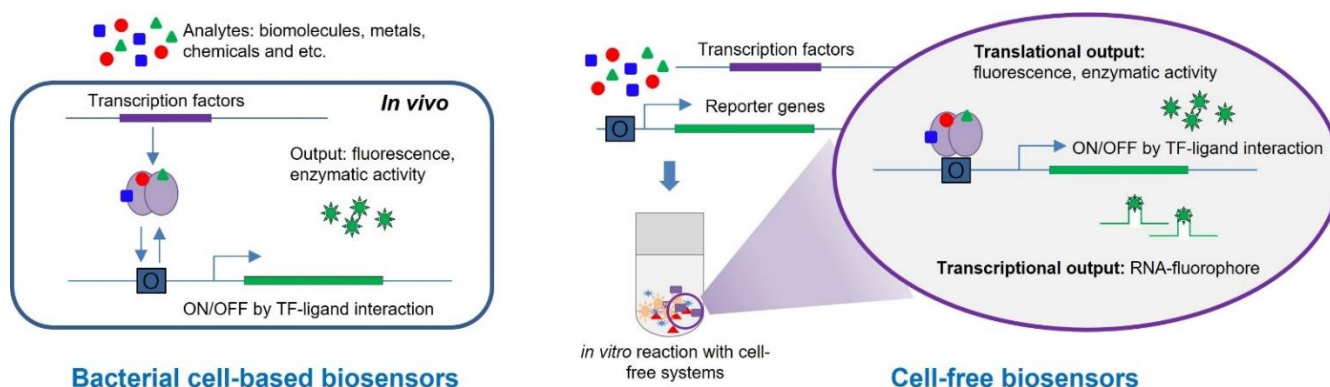 Analytes: biomolecules, metals,
chemicals and etc.
In vivo
Transcription factors
Output: fluorescence,
enzymatic activity
O
ON/OFF by TF-ligand interaction
Bacterial cell-based biosensors
Transcription factors
Reporter genes
O
in vitro reaction with cell-
free systems
Translational output:
fluorescence, enzymatic activity
ON/OFF by TF-ligand interaction
O
Transcriptional output: RNA-fluorophore
Cell-free biosensors